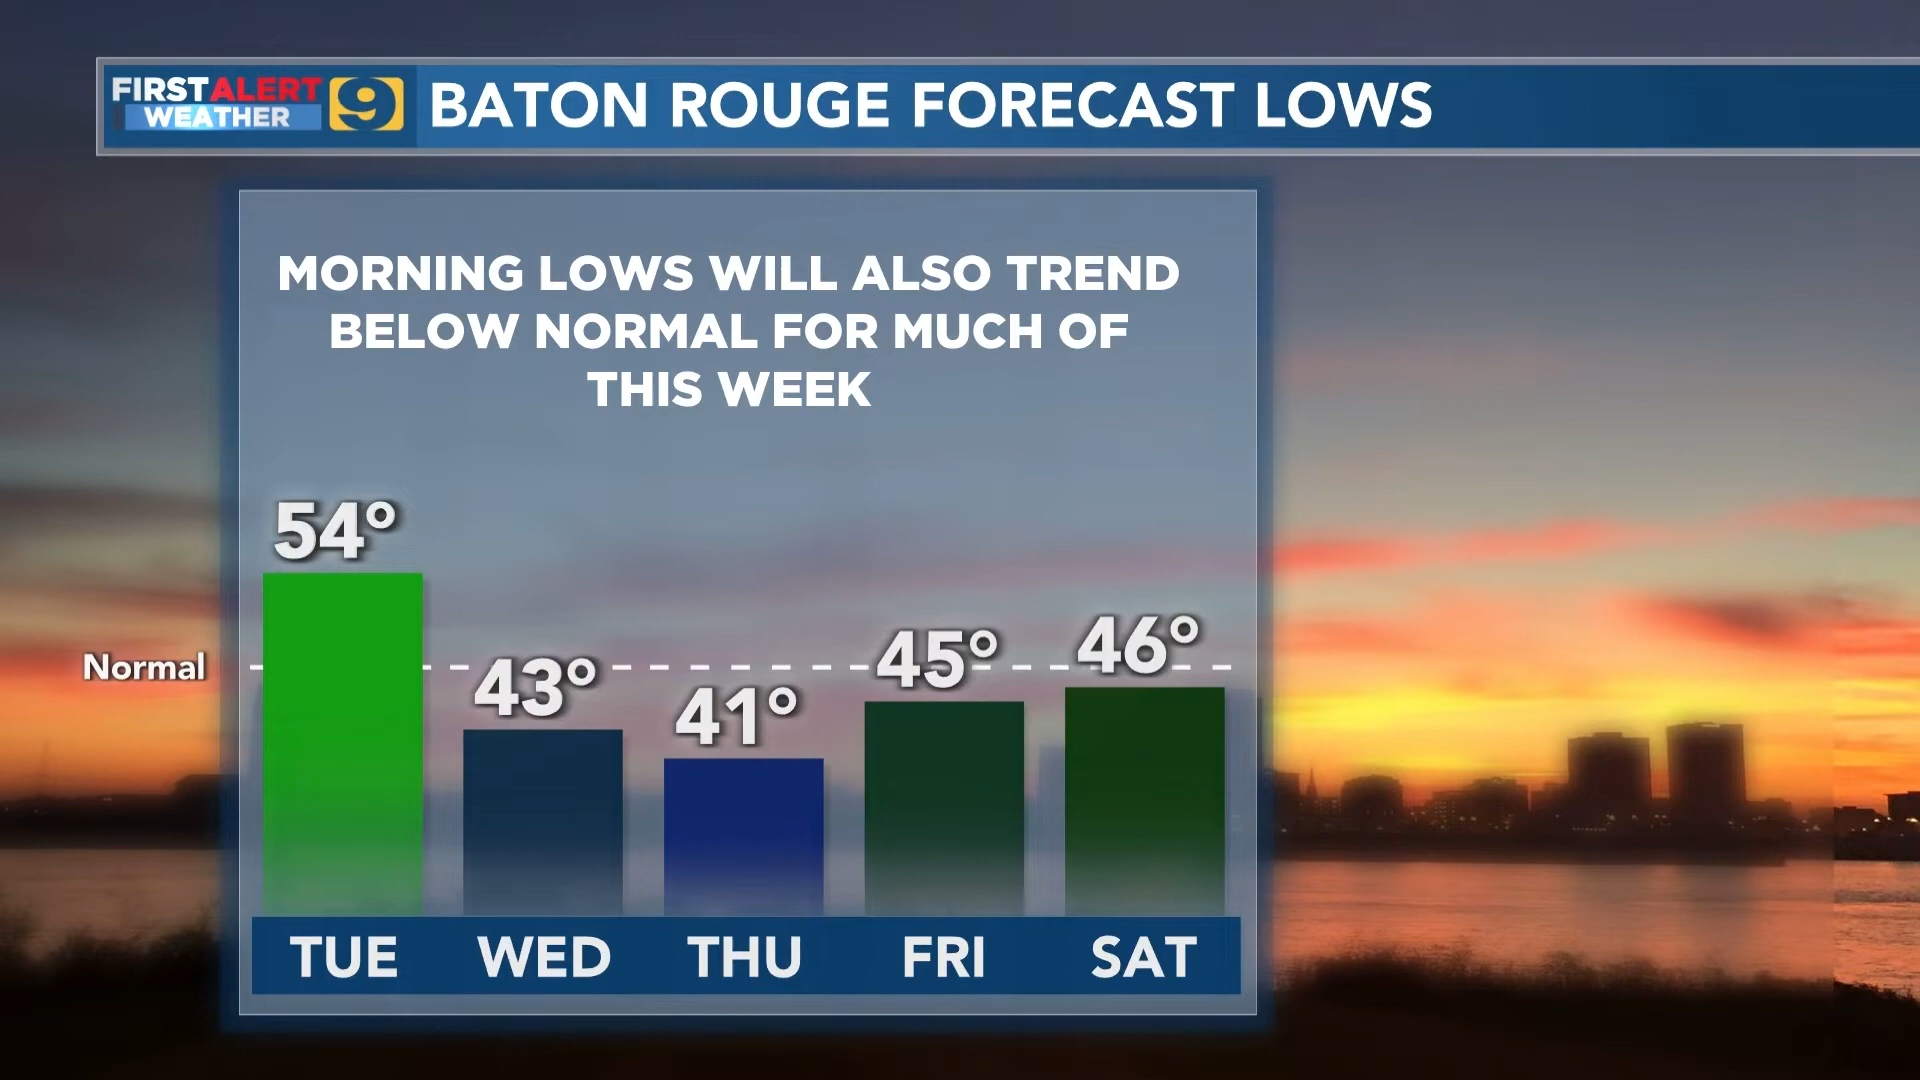 FIRST ALERT
WEATHER
9
BATON ROUGE FORECAST LOWS
MORNING LOWS WILL ALSO TREND
BELOW NORMAL FOR MUCH OF
THIS WEEK
54°
43°
41°
45°
46°
Normal
TUE
WED
THU
FRI
SAT